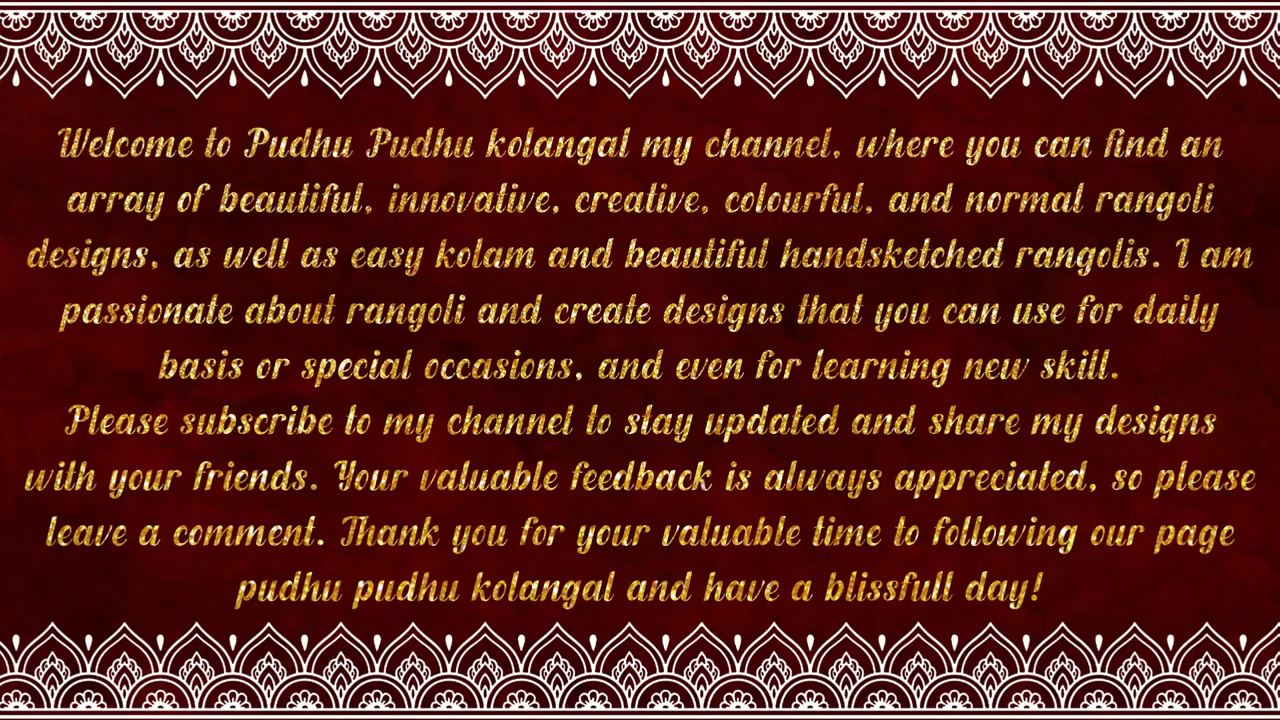 Welcome to Pudhu Pudhu kolangal my channel, where you can find an
array of beautiful, innovative, creative, colourful, and normal rangoli
designs, as well as easy kolam and beautiful handsketched rangolis. I am
passionate about rangoli and create designs that you can use for daily
basis or special occasions, and even for learning new skill.
Please subscribe to my channel to stay updated and share my designs
with your friends. Your valuable feedback is always appreciated, so please
leave a comment. Thank you for your valuable time to following our page
pudhu pudhu kolangal and have a blissfull day!